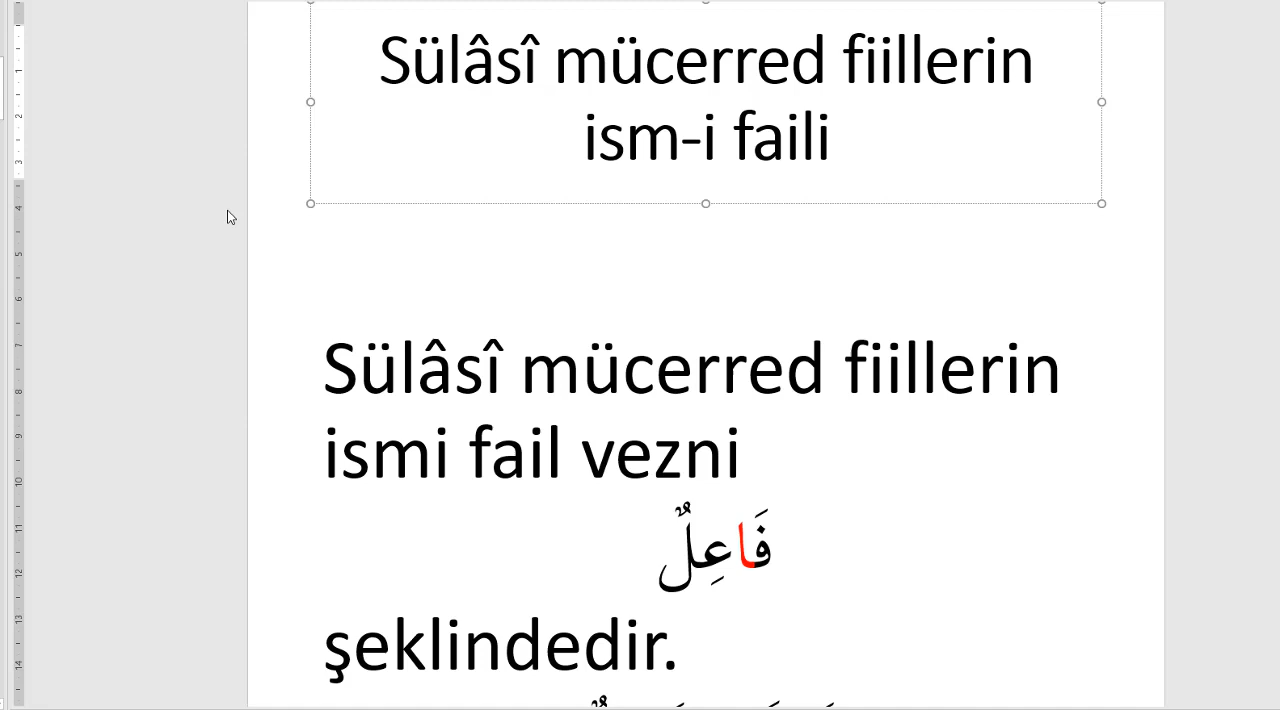 Sülâsî mücerred fiillerin
ism-i faili
Sülâsî mücerred fiillerin
ismi fail vezni
فَاعِلٌ
şeklindedir.